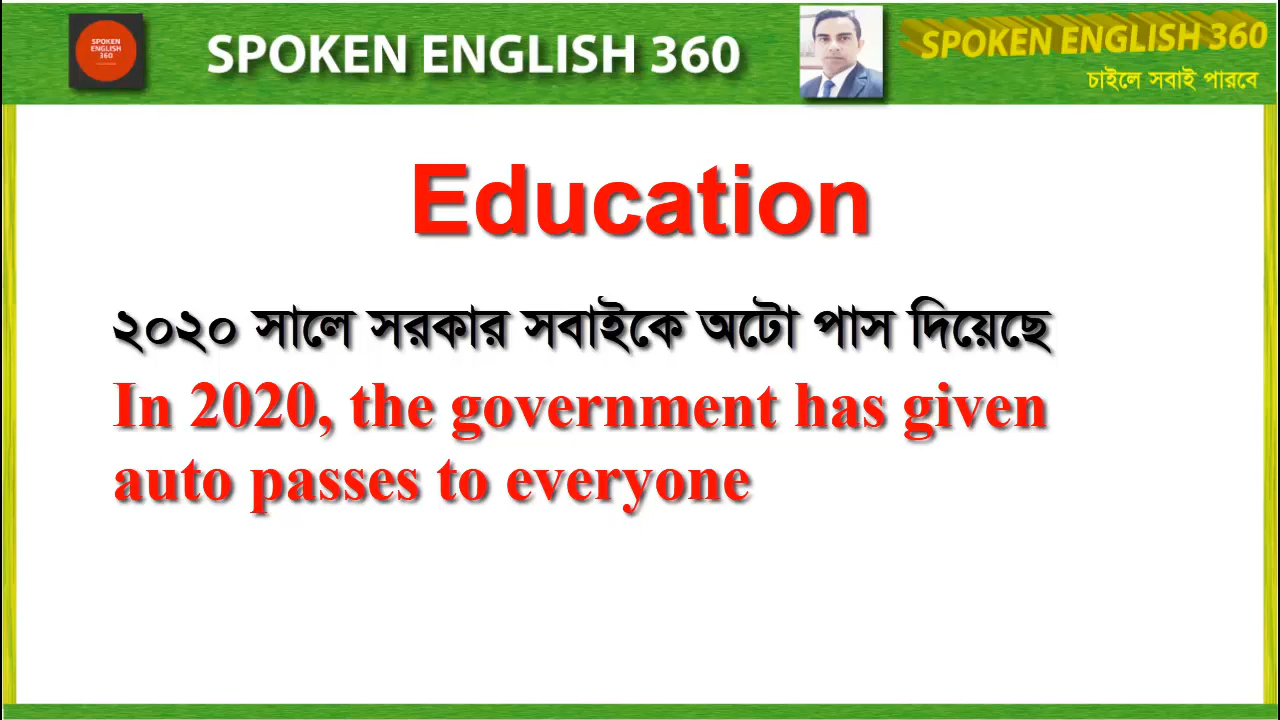 SPOKEN
ENGLISH
360
SPOKEN ENGLISH 360
SPOKEN ENGLISH 360
চাইলে সবাই পারবে
Education
২০২০ সালে সরকার সবাইকে অটো পাস দিয়েছে
In 2020, the government has given
auto passes to everyone